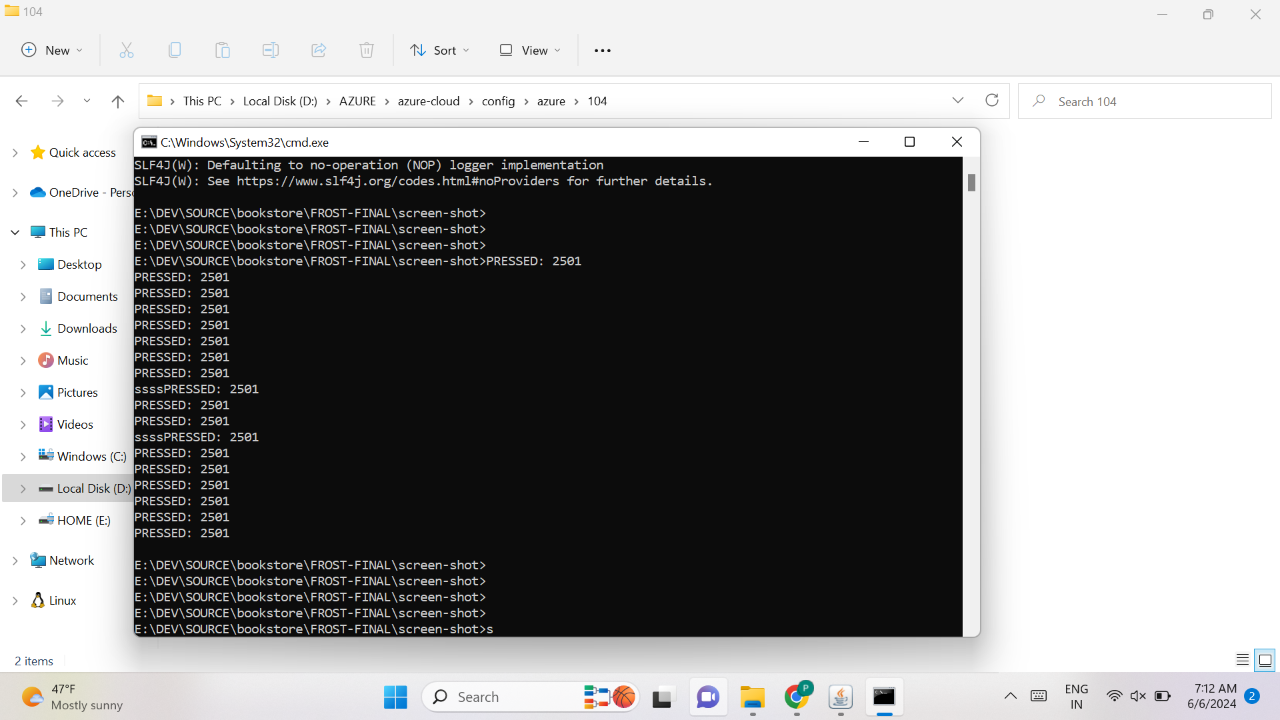 104
New
Sort
View
This PC
Local Disk (D:)
AZURE
azure-cloud
config
azure
104
Search 104
Quick access
OneDrive - Pers
This PC
Desktop
Documents
Downloads
Music
Pictures
Videos
Windows (C:)
Local Disk (D:)
HOME (E:)
Network
Linux
2 items
C:\Windows\System32\cmd.exe
SLF4J(W): Defaulting to no-operation (NOP) logger implementation
SLF4J(W): See https://www.slf4j.org/codes.html#noProviders for further details.
E:\DEV\SOURCE\bookstore\FROST-FINAL\screen-shot>
E:\DEV\SOURCE\bookstore\FROST-FINAL\screen-shot>
E:\DEV\SOURCE\bookstore\FROST-FINAL\screen-shot>
E:\DEV\SOURCE\bookstore\FROST-FINAL\screen-shot>PRESSED: 2501
PRESSED: 2501
PRESSED: 2501
PRESSED: 2501
PRESSED: 2501
PRESSED: 2501
PRESSED: 2501
PRESSED: 2501
ssssPRESSED: 2501
PRESSED: 2501
PRESSED: 2501
ssssPRESSED: 2501
PRESSED: 2501
PRESSED: 2501
PRESSED: 2501
PRESSED: 2501
PRESSED: 2501
PRESSED: 2501
E:\DEV\SOURCE\bookstore\FROST-FINAL\screen-shot>
E:\DEV\SOURCE\bookstore\FROST-FINAL\screen-shot>
E:\DEV\SOURCE\bookstore\FROST-FINAL\screen-shot>
E:\DEV\SOURCE\bookstore\FROST-FINAL\screen-shot>
E:\DEV\SOURCE\bookstore\FROST-FINAL\screen-shot>s
47°F
Mostly sunny
Search
P
ENG
IN
7:12 AM
6/6/2024
2